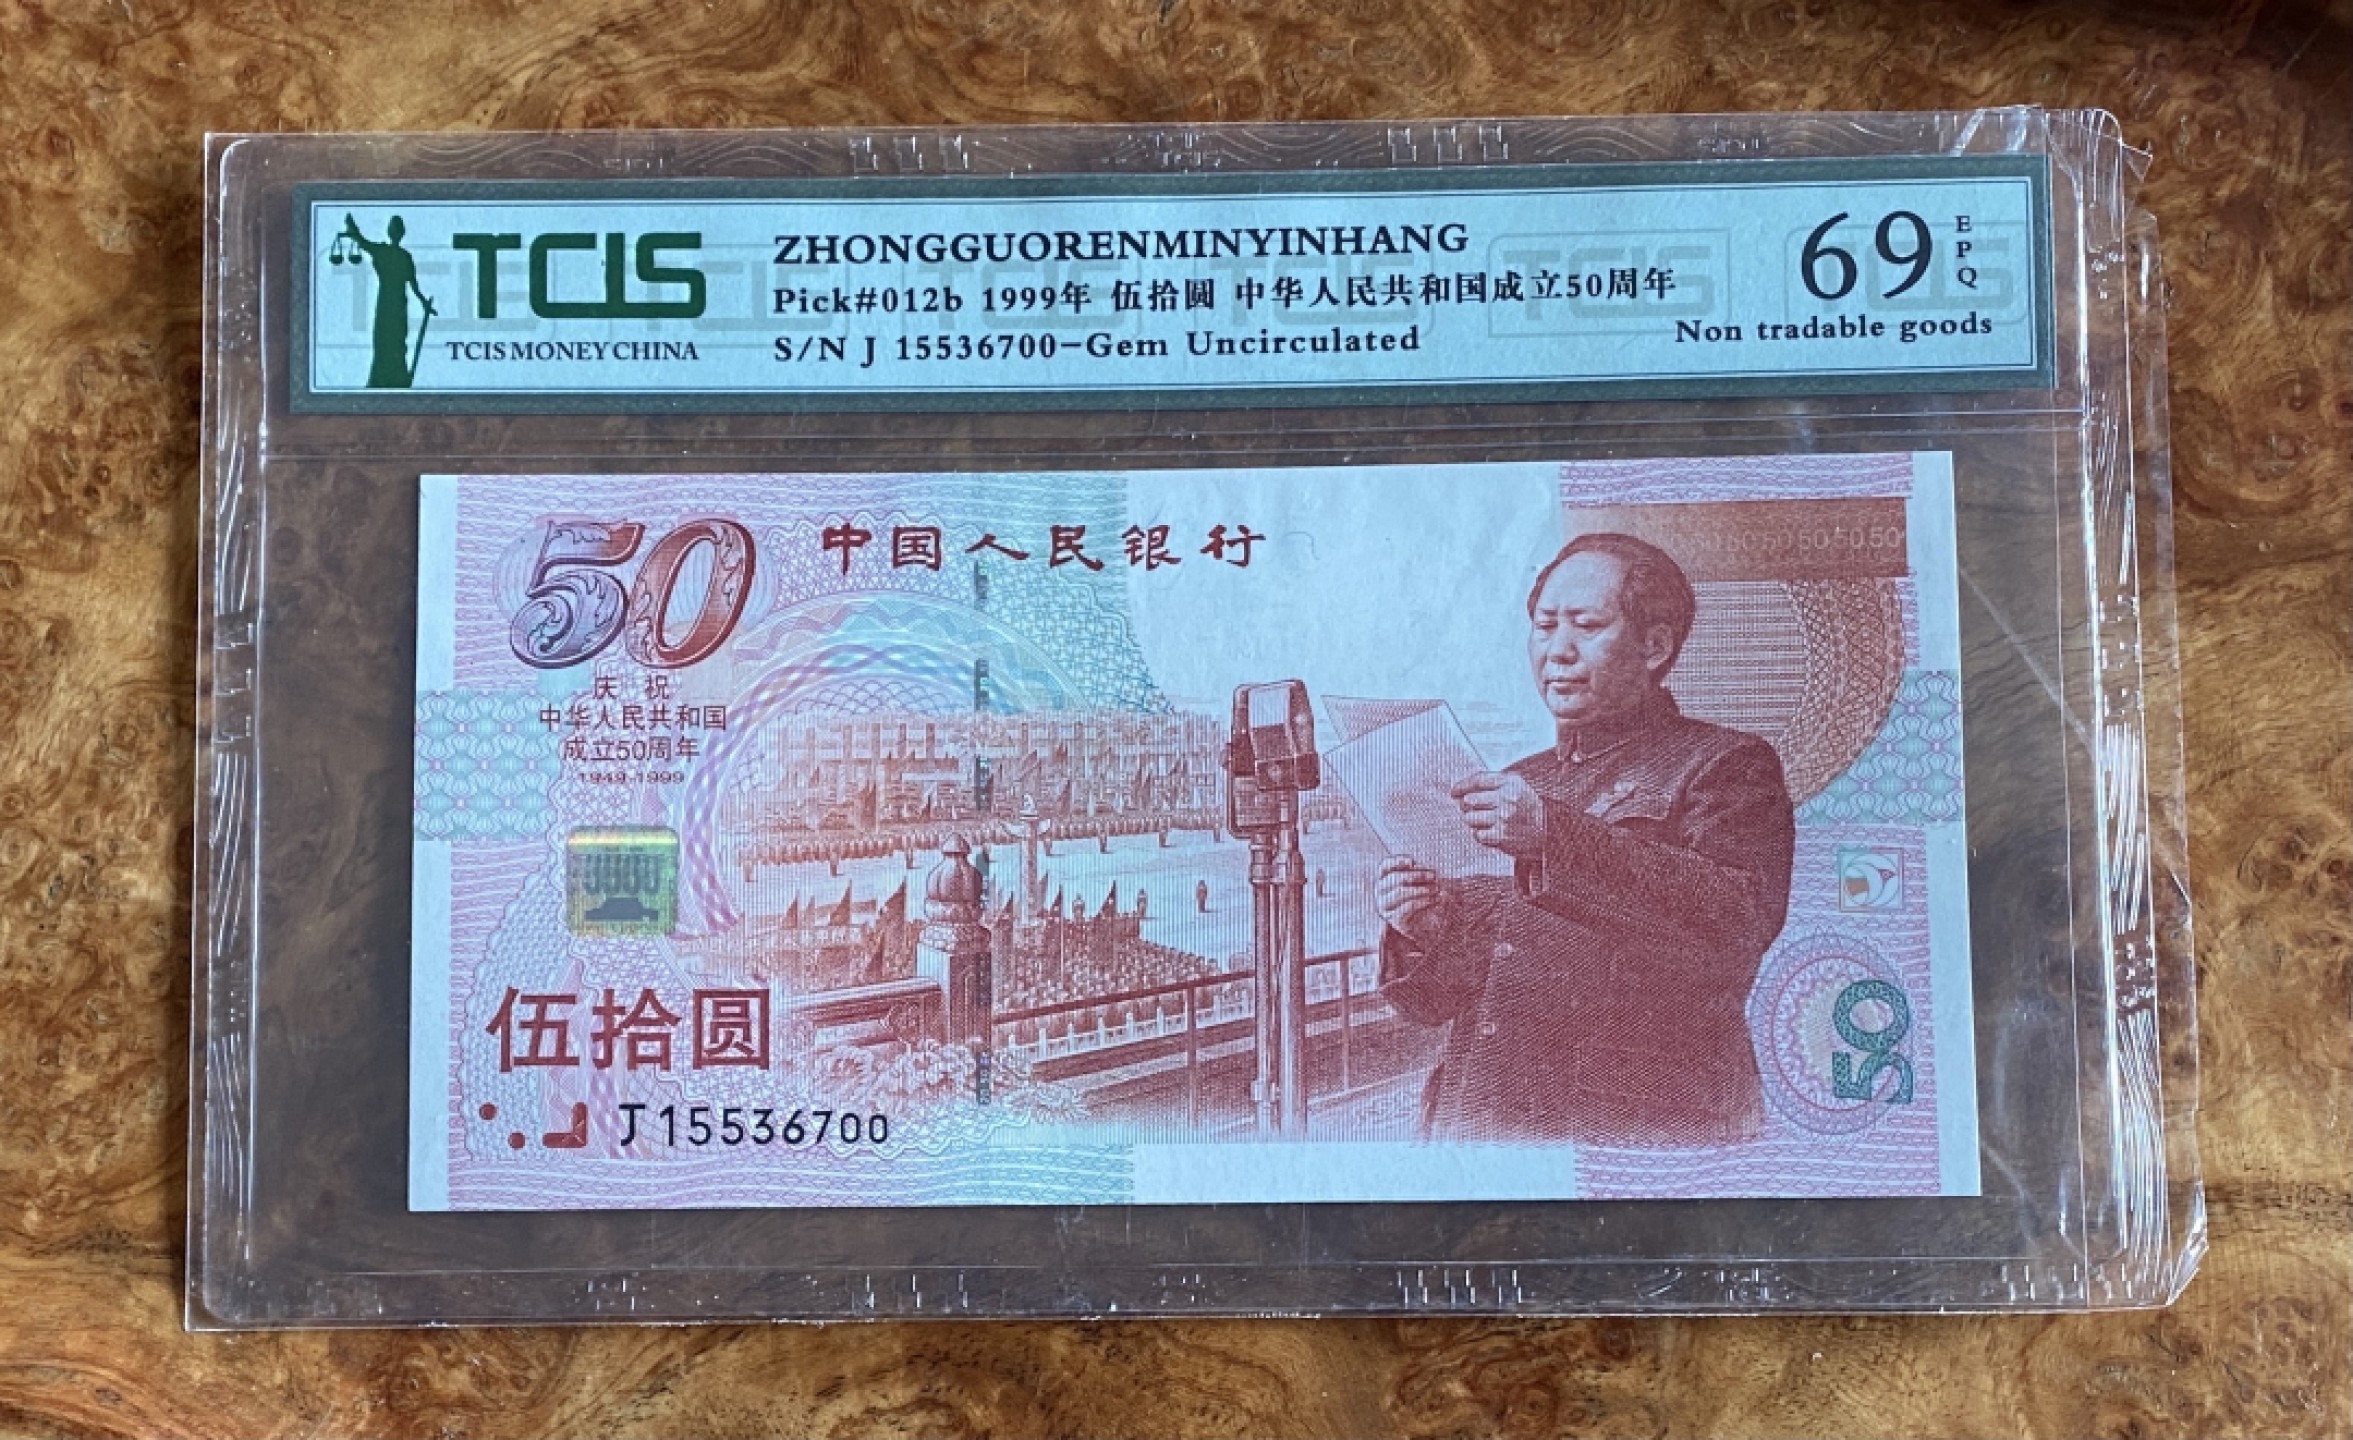 TCIS
TCIS MONEY CHINA
ZHONGGUORENMINYINHANG
Pick#012b 1999年 伍拾圆 中华人民共和国成立50周年
S/N J 15536700-Gem Uncirculated
69
EPQ
Non tradable goods
50
中国人民银行
505050505050
庆祝
中华人民共和国
成立50周年
1949-1999
伍拾圆
J15536700
50